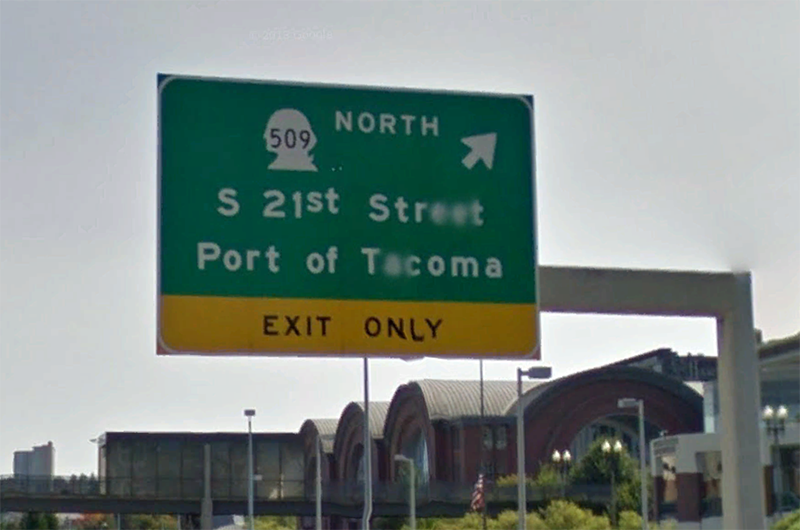 509 NORTH
S 21st Street
Port of Tacoma
EXIT ONLY